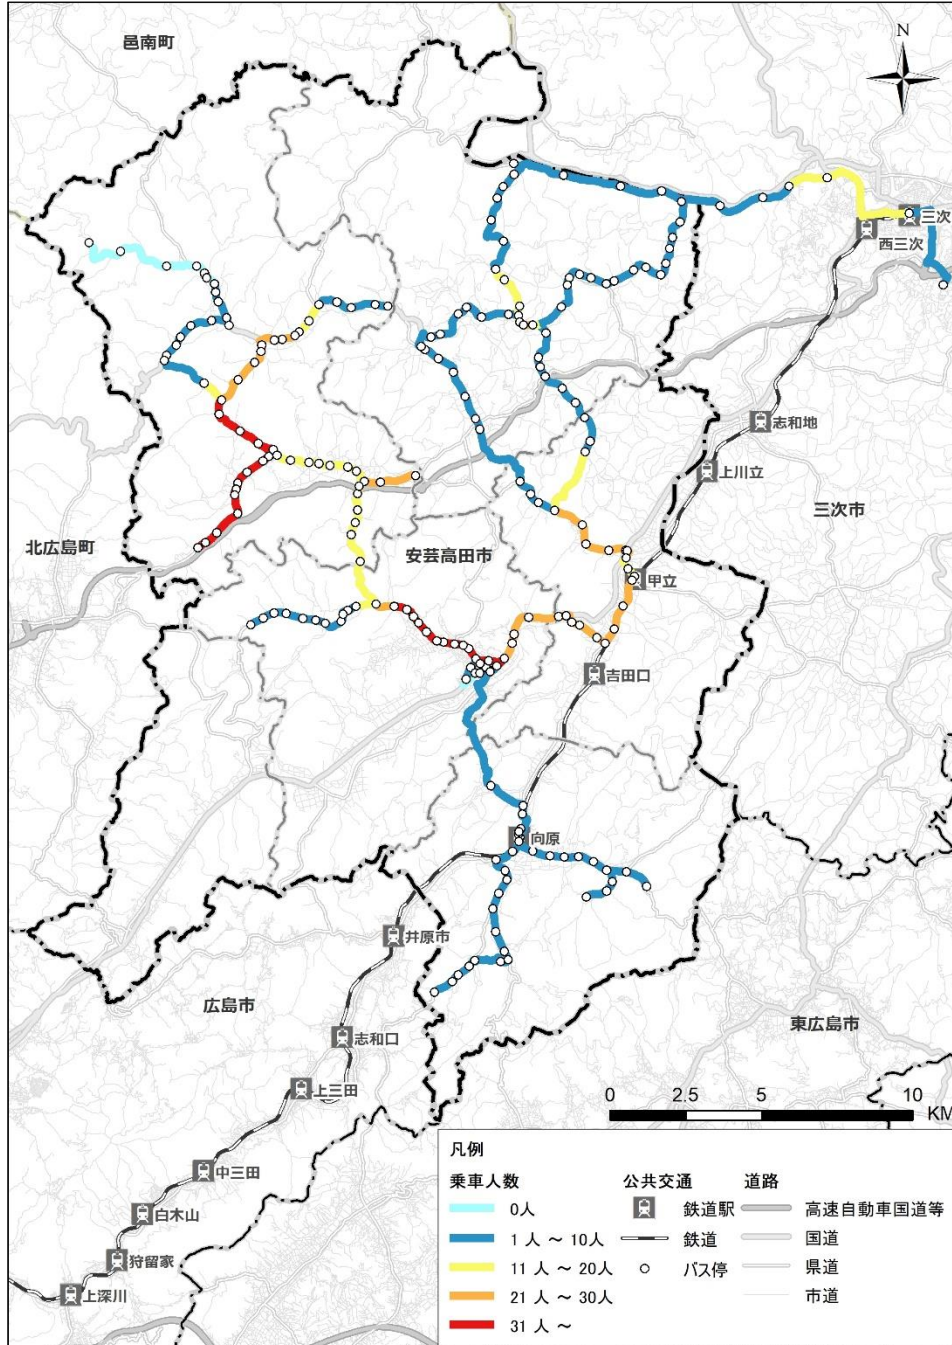 邑南町
N
三次
西三次
志和地
上川立
三次市
北広島町
安芸高田市
甲立
吉田口
向原
井原市
広島市
志和口
東広島市
上三田
0 2.5 5 10
KM
中三田
白木山
狩留家
上深川
凡例
乗車人数
0人
1 人 ~ 10人
11 人 ~ 20人
21 人 ~ 30人
31 人 ~
公共交通
鉄道駅
鉄道
バス停
道路
高速自動車国道等
国道
県道
市道